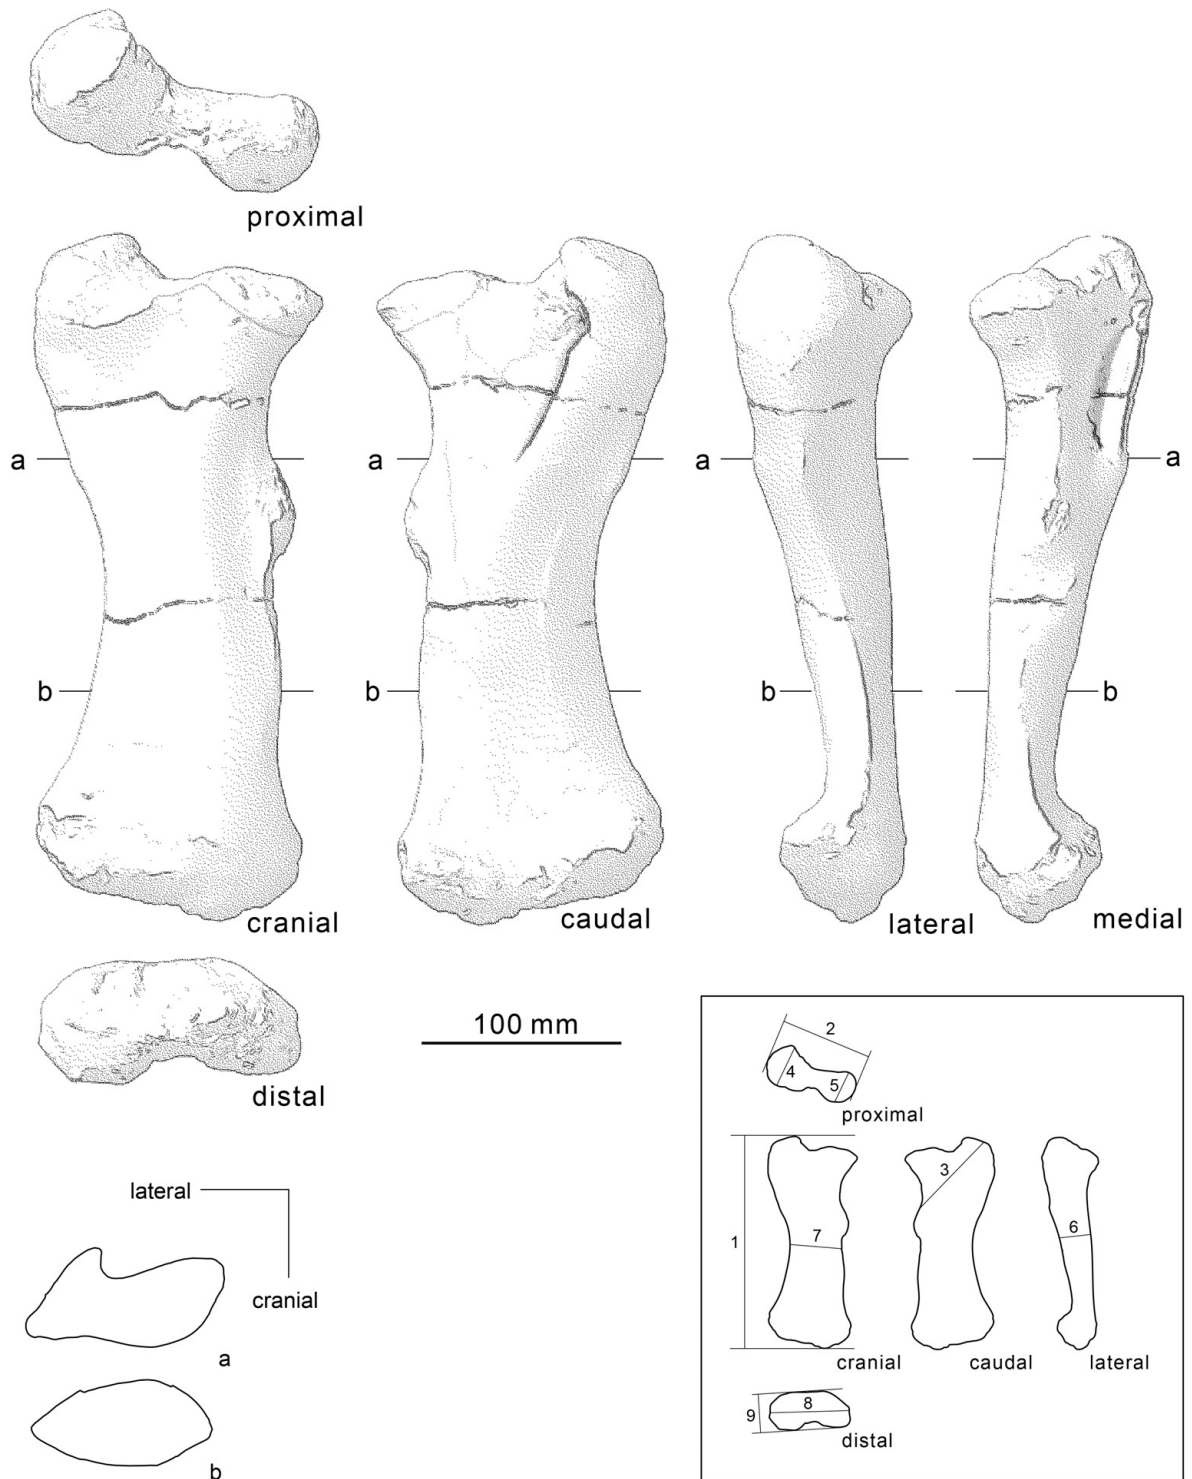 proximal
a
a
a
a
b
b
b
b
cranial
caudal
lateral
medial
100 mm
distal
lateral
cranial
a
b
2
4
5
proximal
3
1
7
6
cranial
caudal
lateral
8
9
distal